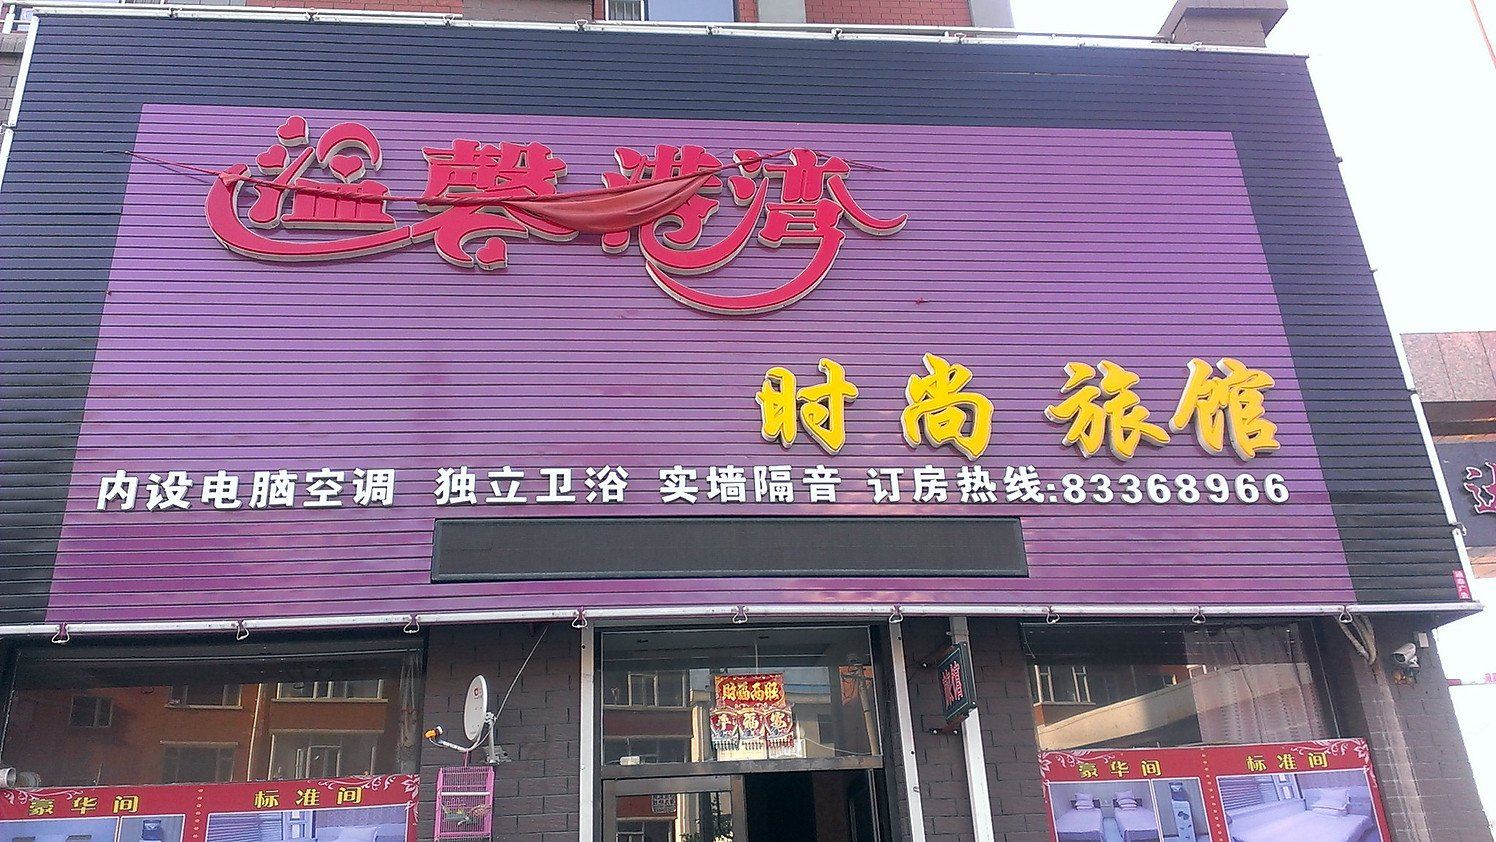 温馨港湾
时尚旅馆
内设电脑空调 独立卫浴 实墙隔音 订房热线:83368966
豪华间
标准间
豪华间
标准间